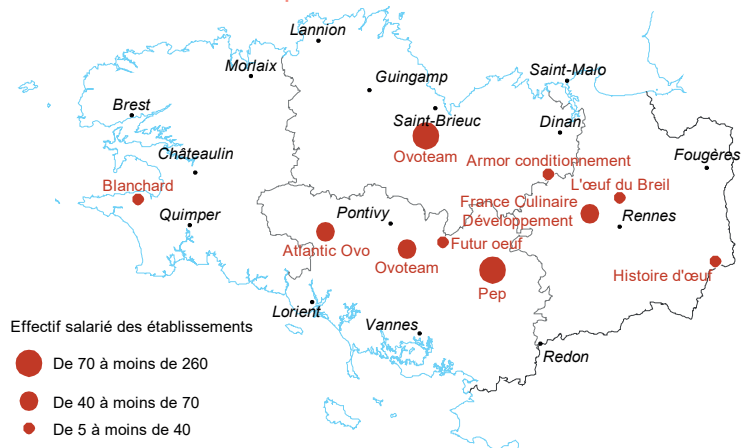 Lannion
Morlaix
Guingamp
Saint-Malo
Brest
Saint-Brieuc
Dinan
Ovoteam
Châteaulin
Armor conditionnement
Fougères
Blanchard
L'œuf du Breil
France Culinaire
Développement
Quimper
Pontivy
Rennes
Atlantic Ovo
Futur oeuf
Ovoteam
Histoire d'œuf
Pep
Lorient
Vannes
Redon
Effectif salarié des établissements
De 70 à moins de 260
De 40 à moins de 70
De 5 à moins de 40